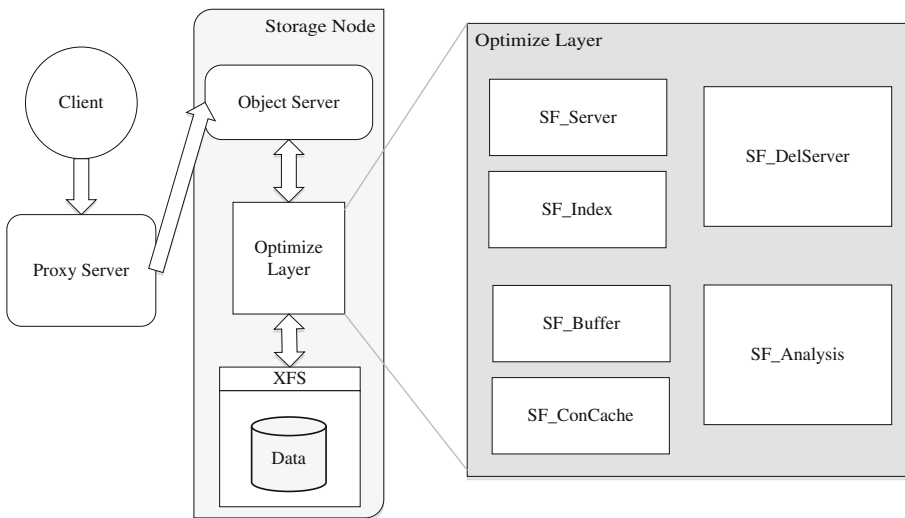 Storage Node
Client
Object Server
Proxy Server
Optimize
Layer
XFS
Data
Optimize Layer
SF_Server
SF_DelServer
SF_Index
SF_Buffer
SF_Analysis
SF_ConCache